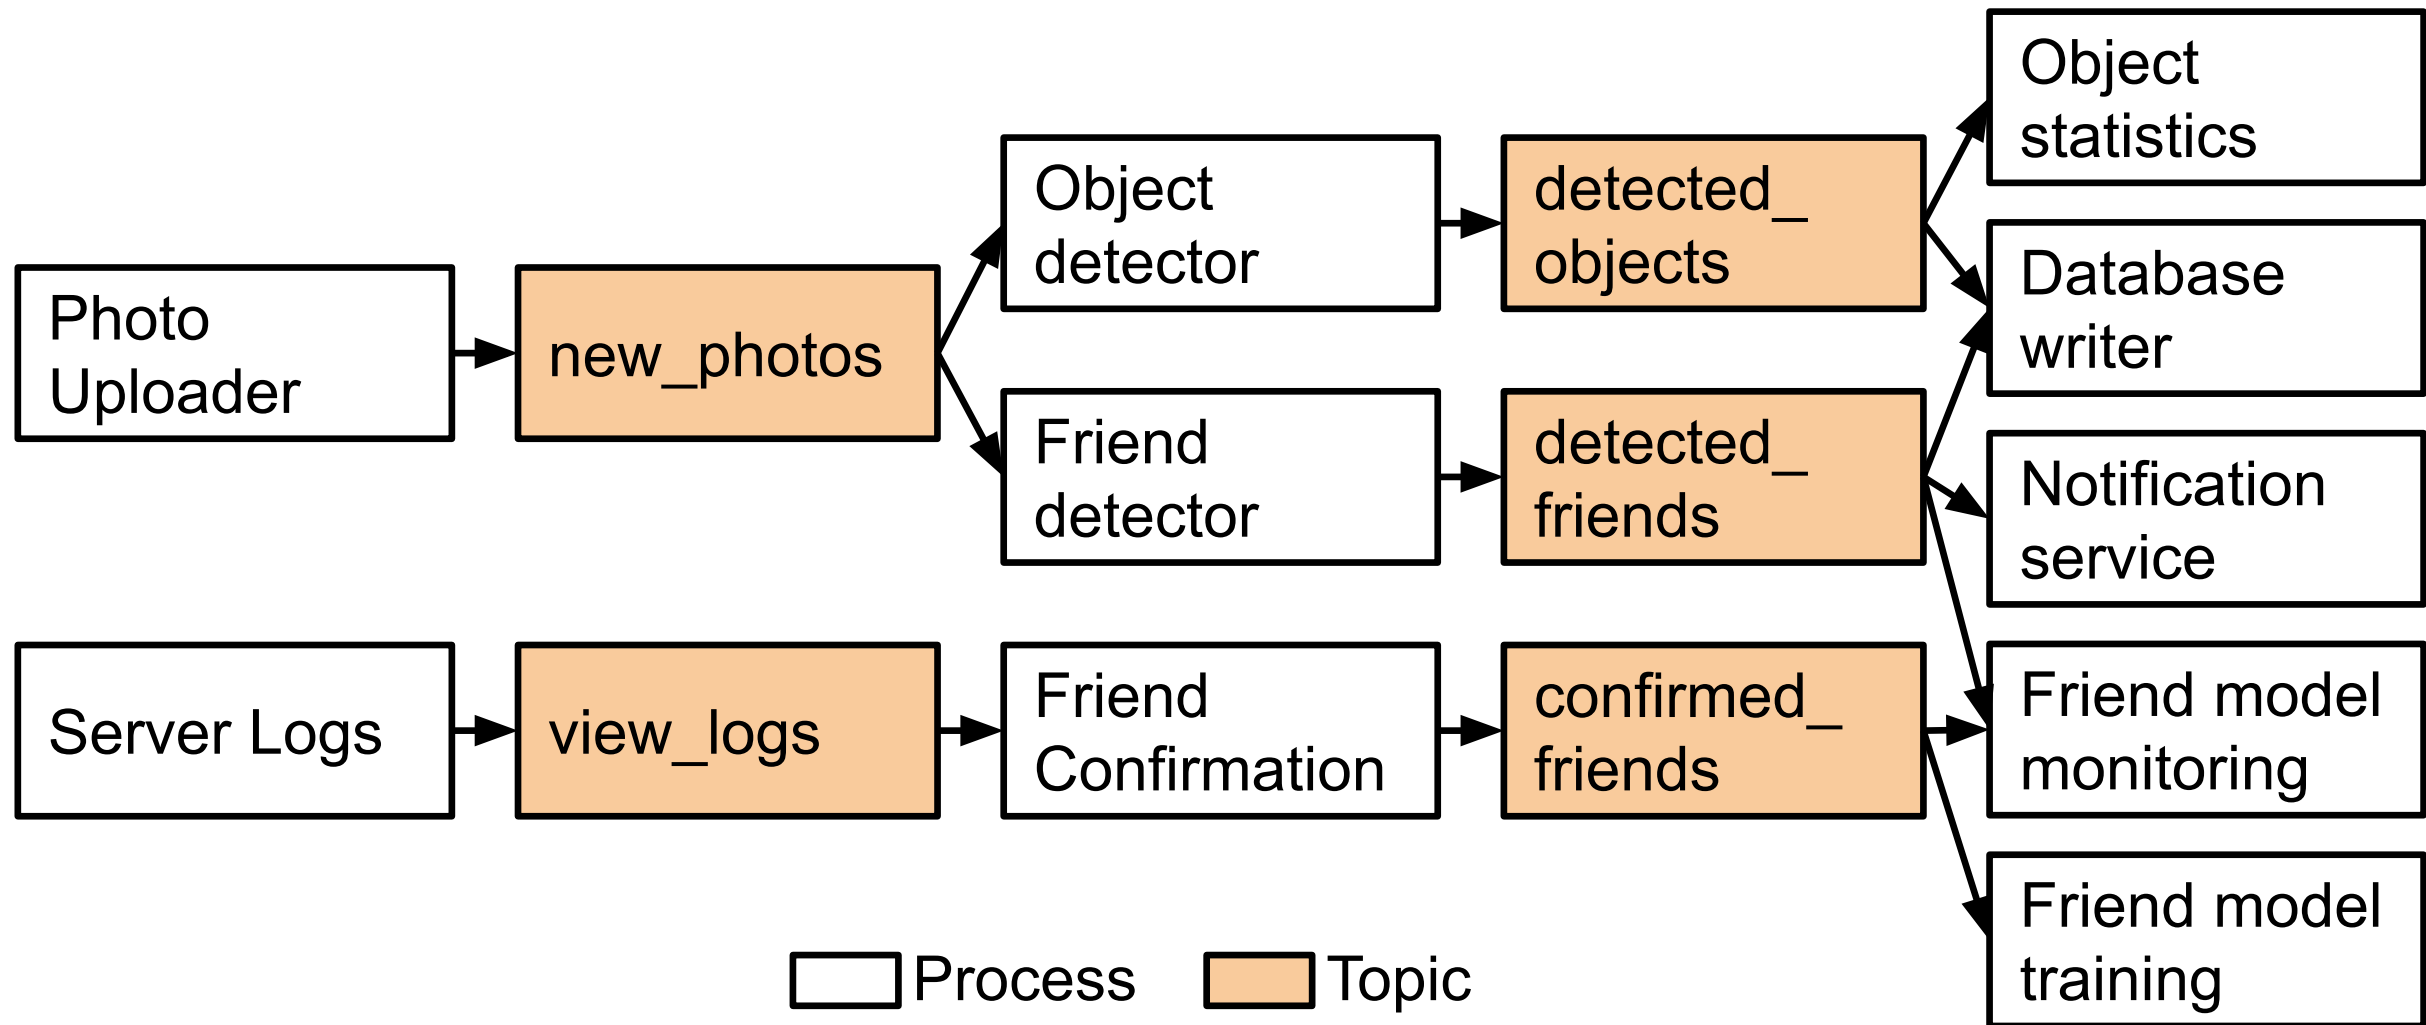 Photo
Uploader
new_photos
Object
detector
detected_
objects
Object
statistics
Database
writer
Friend
detector
detected_
friends
Notification
service
Server Logs
view_logs
Friend
Confirmation
confirmed_
friends
Friend model
monitoring
Friend model
training
Process
Topic